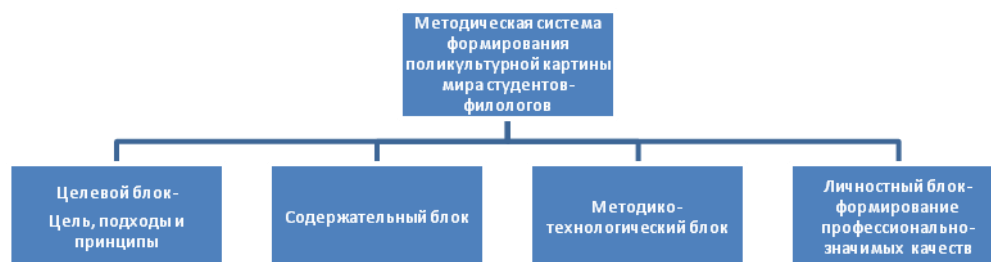 Методическая система
формирования
поликультурной картины
мира студентов-
филологов
Целевой блок-
Цель, подходы и
принципы
Содержательный блок
Методико-
технологический блок
Личностный блок-
формирование
профессионально-
значимых качеств